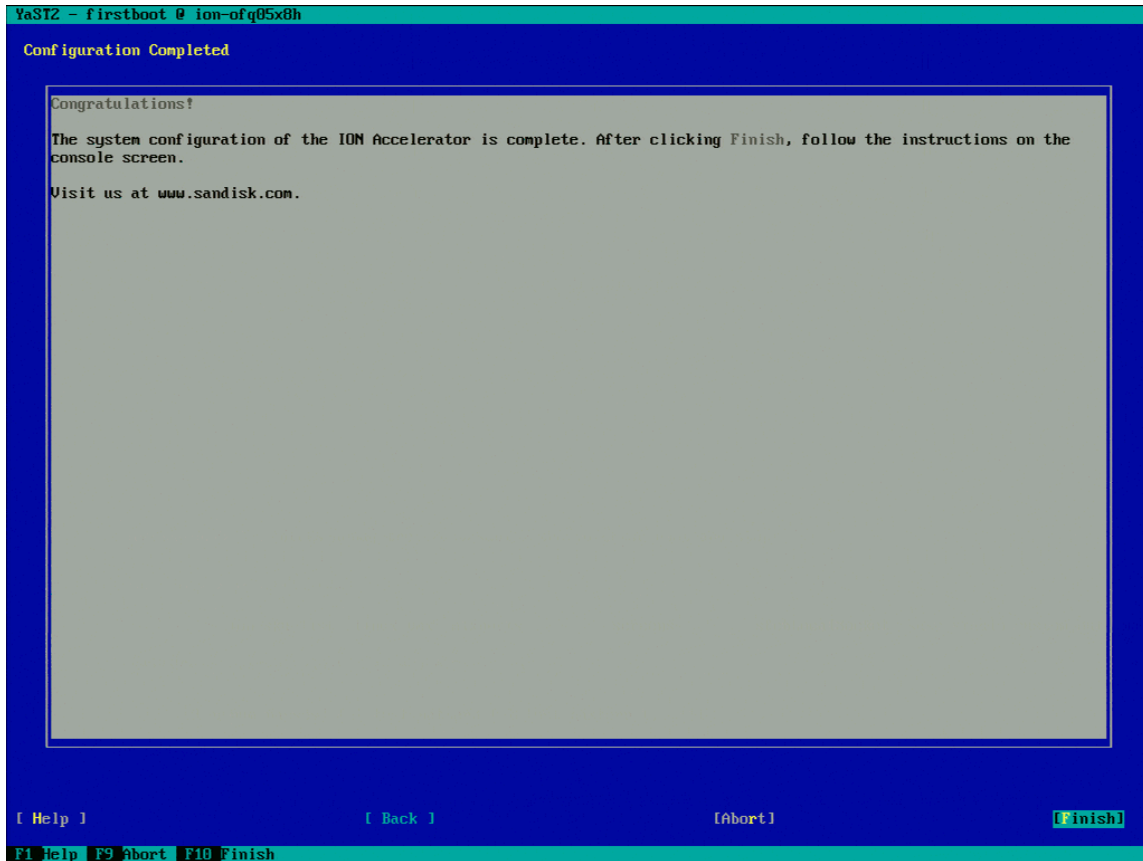 YaST2 - firstboot @ ion-ofq05x8h
Configuration Completed
Congratulations!
The system configuration of the ION Accelerator is complete. After clicking Finish, follow the instructions on the
console screen.
Visit us at www.sandisk.com.
[ Help ] [ Back ] [Abort] [Finish]
F1 Help F9 Abort F10 Finish